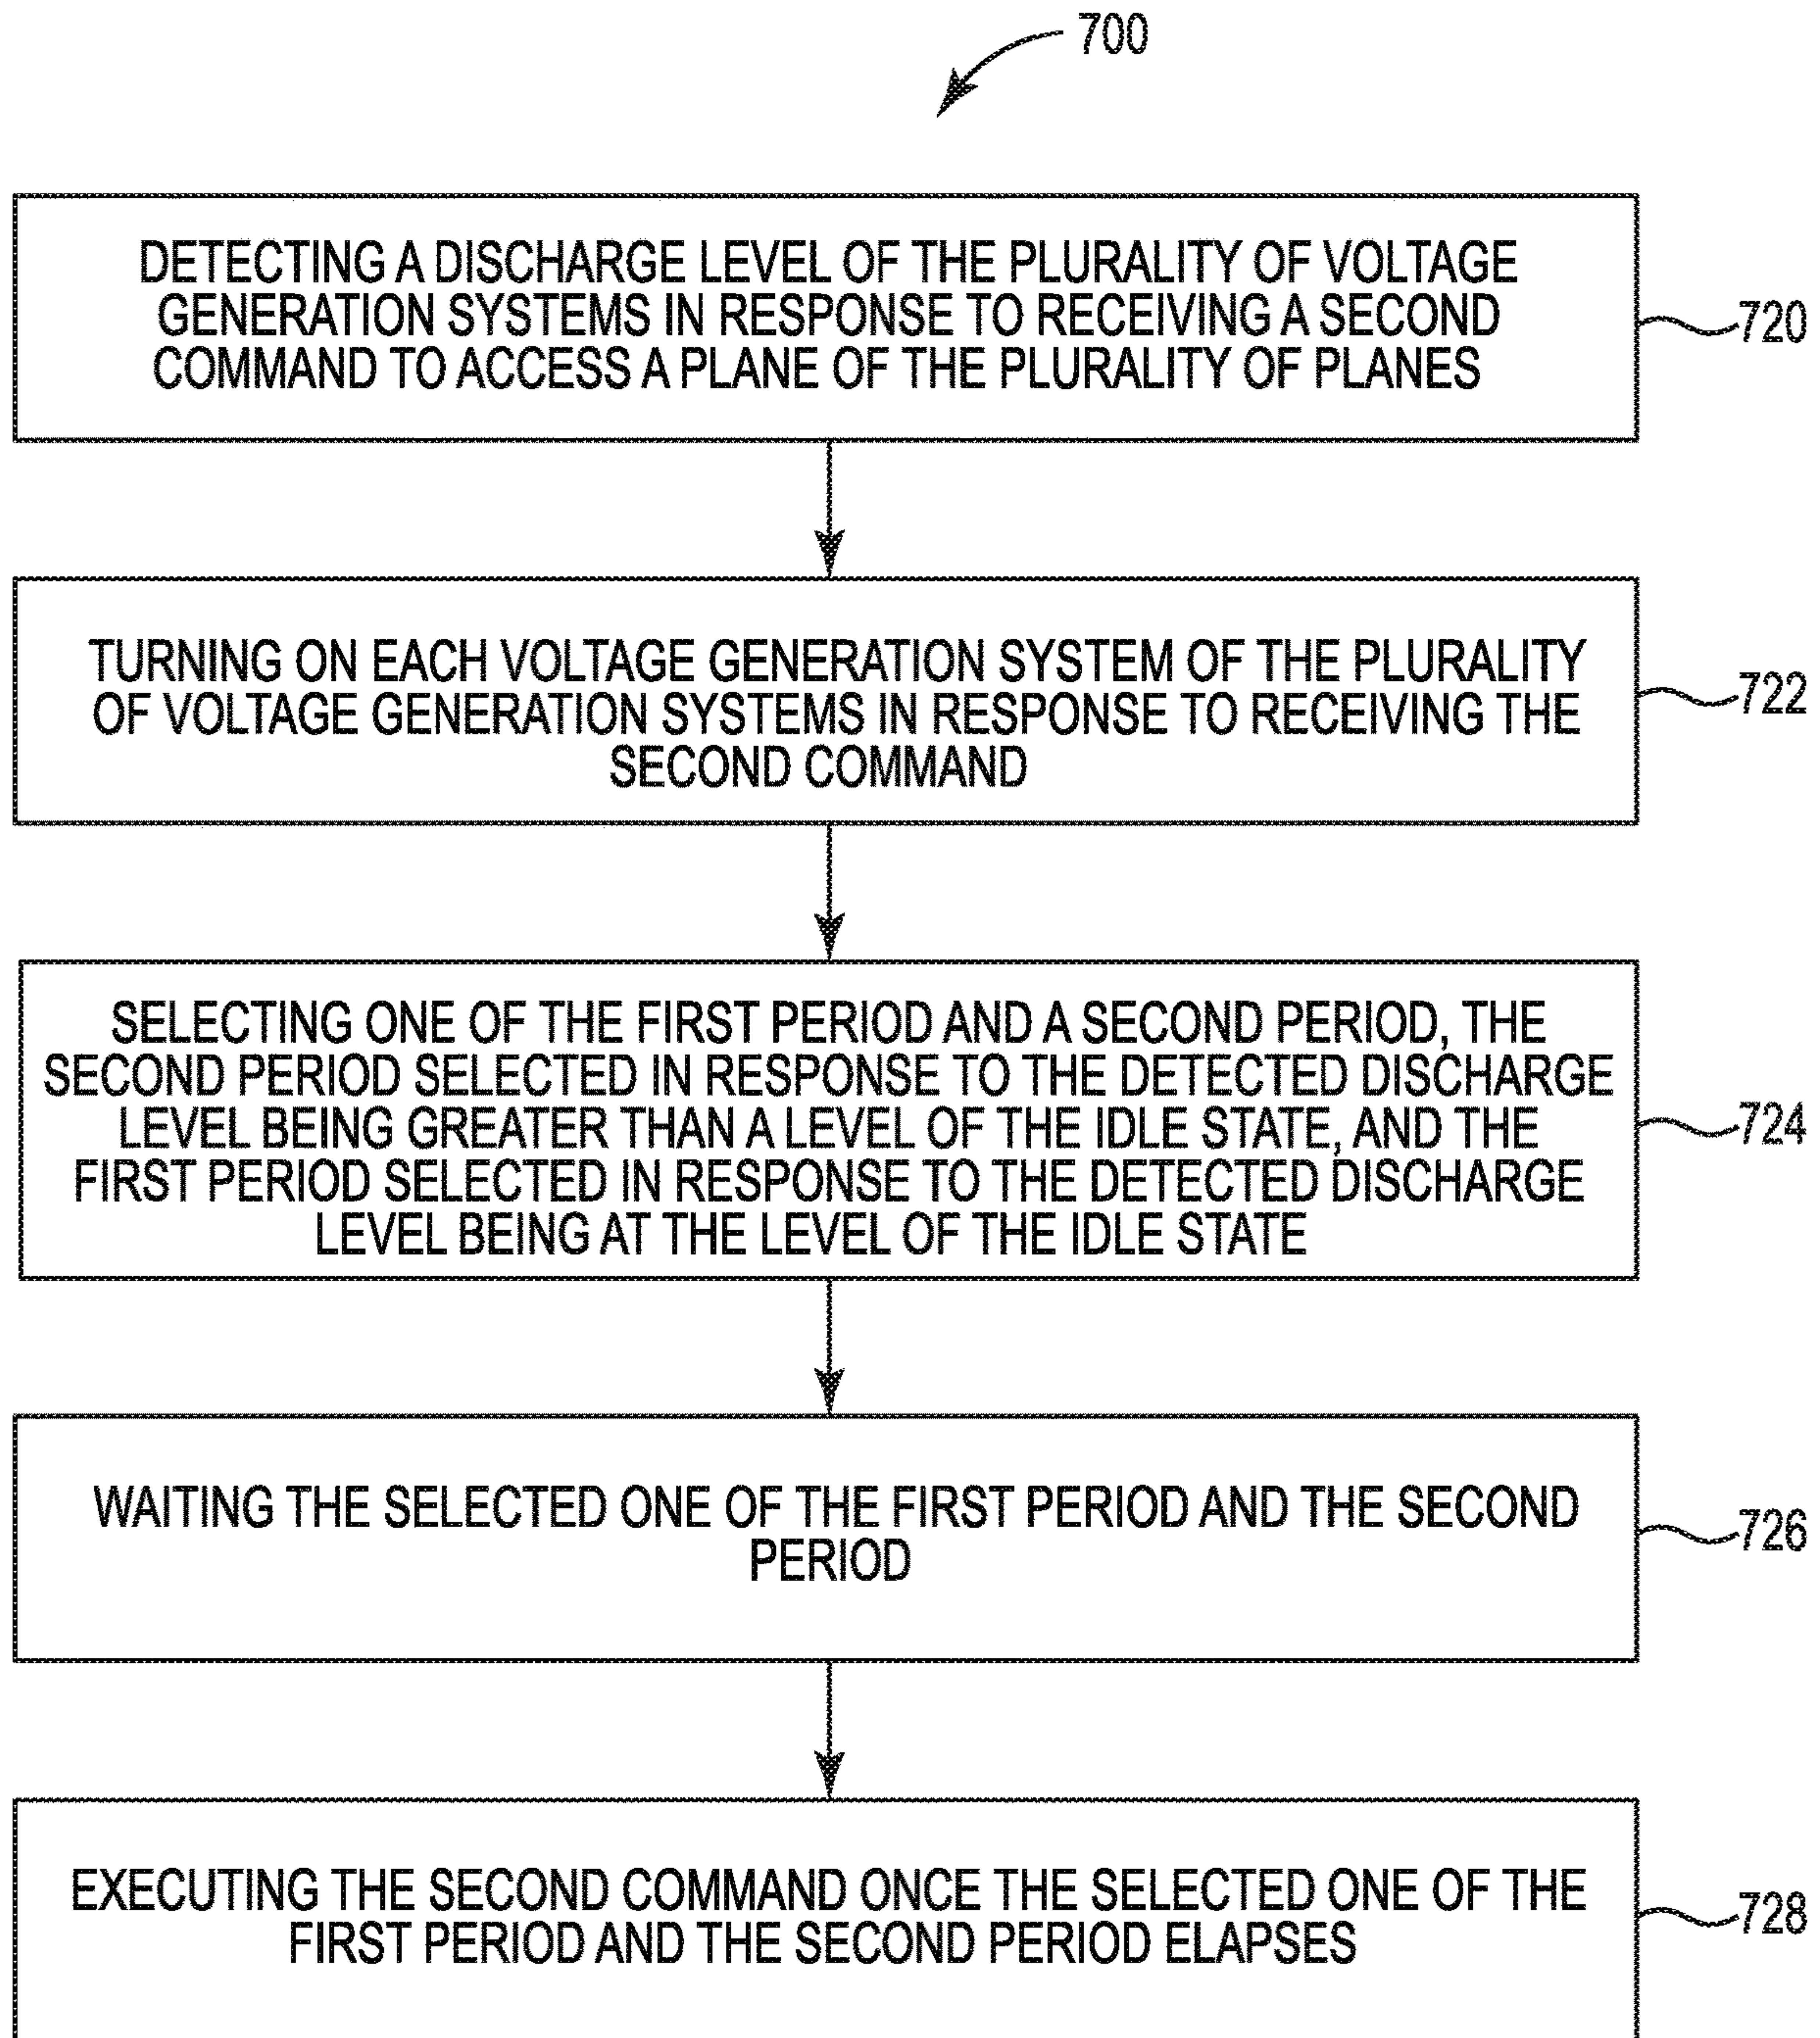 700
DETECTING A DISCHARGE LEVEL OF THE PLURALITY OF VOLTAGE
GENERATION SYSTEMS IN RESPONSE TO RECEIVING A SECOND
COMMAND TO ACCESS A PLANE OF THE PLURALITY OF PLANES
720
TURNING ON EACH VOLTAGE GENERATION SYSTEM OF THE PLURALITY
OF VOLTAGE GENERATION SYSTEMS IN RESPONSE TO RECEIVING THE
SECOND COMMAND
722
SELECTING ONE OF THE FIRST PERIOD AND A SECOND PERIOD, THE
SECOND PERIOD SELECTED IN RESPONSE TO THE DETECTED DISCHARGE
LEVEL BEING GREATER THAN A LEVEL OF THE IDLE STATE, AND THE
FIRST PERIOD SELECTED IN RESPONSE TO THE DETECTED DISCHARGE
LEVEL BEING AT THE LEVEL OF THE IDLE STATE
724
WAITING THE SELECTED ONE OF THE FIRST PERIOD AND THE SECOND
PERIOD
726
EXECUTING THE SECOND COMMAND ONCE THE SELECTED ONE OF THE
FIRST PERIOD AND THE SECOND PERIOD ELAPSES
728